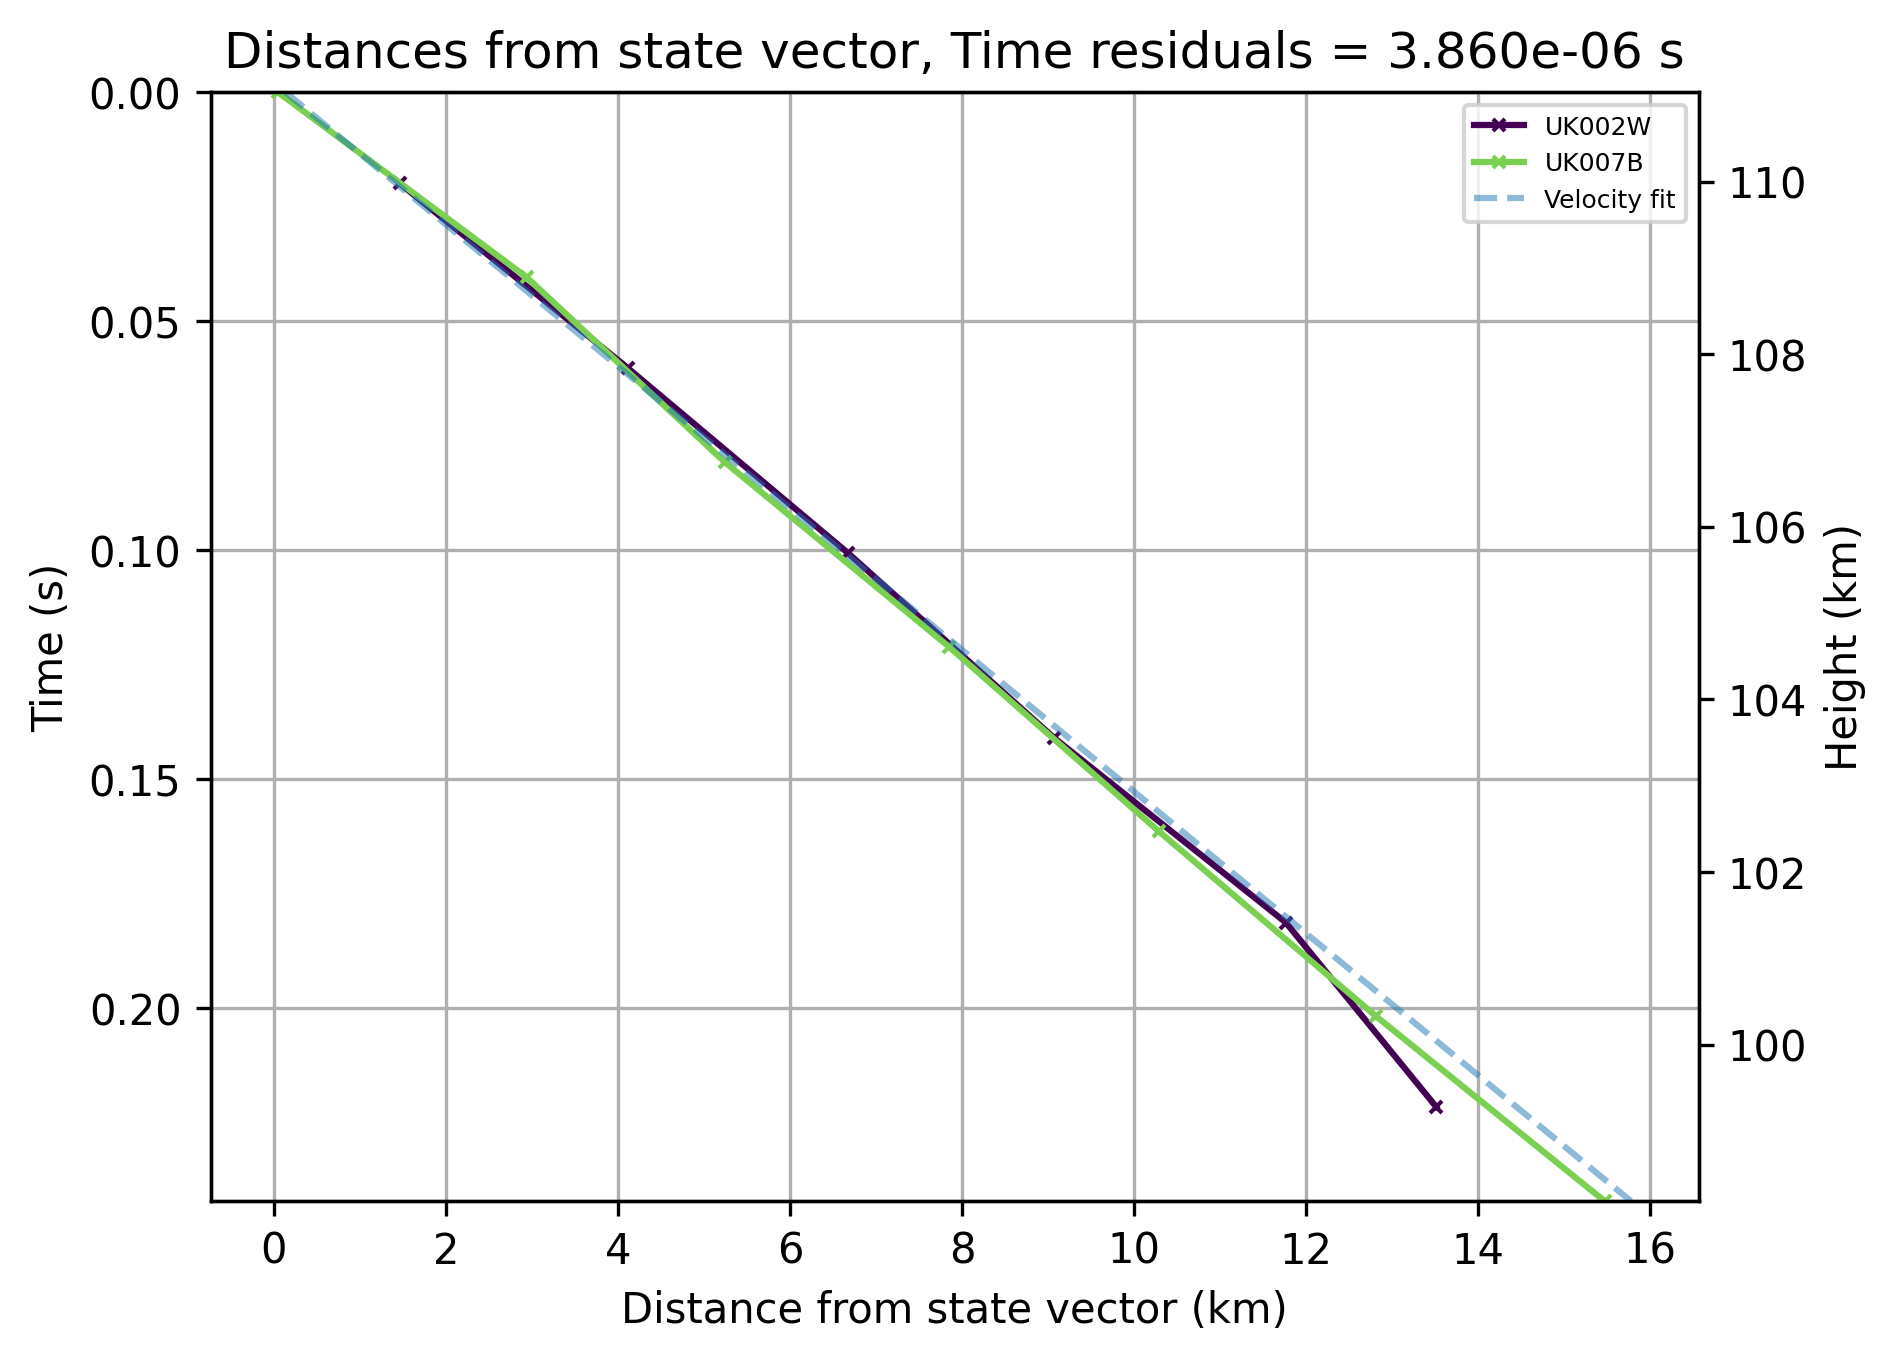 Distances from state vector, Time residuals = 3.860e-06 s
UK002W
UK007B
Velocity fit
Time (s)
0.00
0.05
0.10
0.15
0.20
110
108
106
104
102
100
Height (km)
0 2 4 6 8 10 12 14 16
Distance from state vector (km)